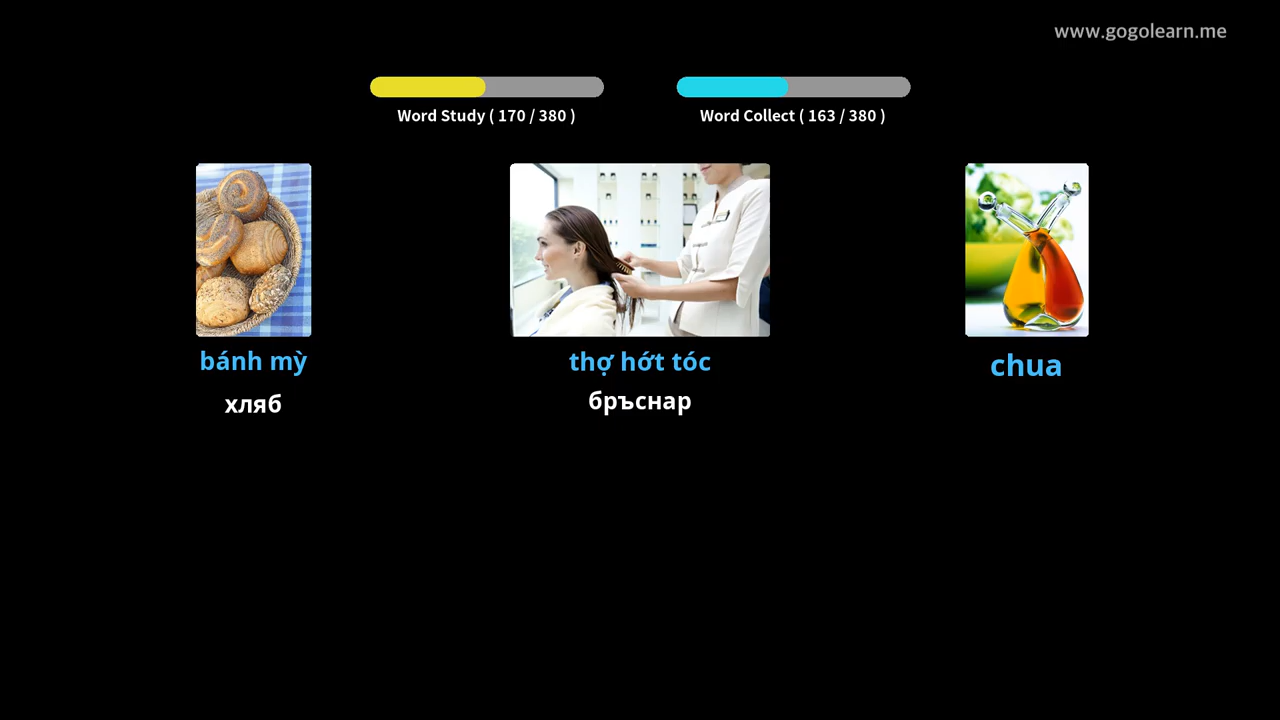 www.gogolearn.me
Word Study ( 170 / 380 )
Word Collect ( 163 / 380 )
bánh mỳ
thợ hớt tóc
chua
хляб
бръснар